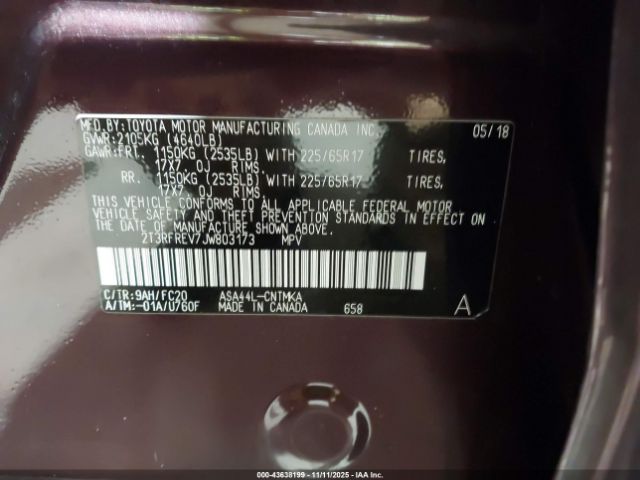 MFD.BY:TOYOTA MOTOR MANUFACTURING CANADA INC. 05/18
GVWR:2105KG (4640LB)
GAWR:FRT. 1150KG (2535LB) WITH 225/65R17 TIRES,
17X7 OJ RIMS.
RR. 1150KG (2535LB) WITH 225/65R17 TIRES,
17X7 OJ RIMS.
THIS VEHICLE CONFORMS TO ALL APPLICABLE FEDERAL MOTOR
VEHICLE SAFETY AND THEFT PREVENTION STANDARDS IN EFFECT ON
THE DATE OF MANUFACTURE SHOWN ABOVE.
2T3RFREV7JW803173 MPV
C/TR:9AH/FC20 ASA44L-CNTMKA
A/TM:-01A/U760F MADE IN CANADA 658 A
000-43638199 • 11/11/2025 • IAA Inc.